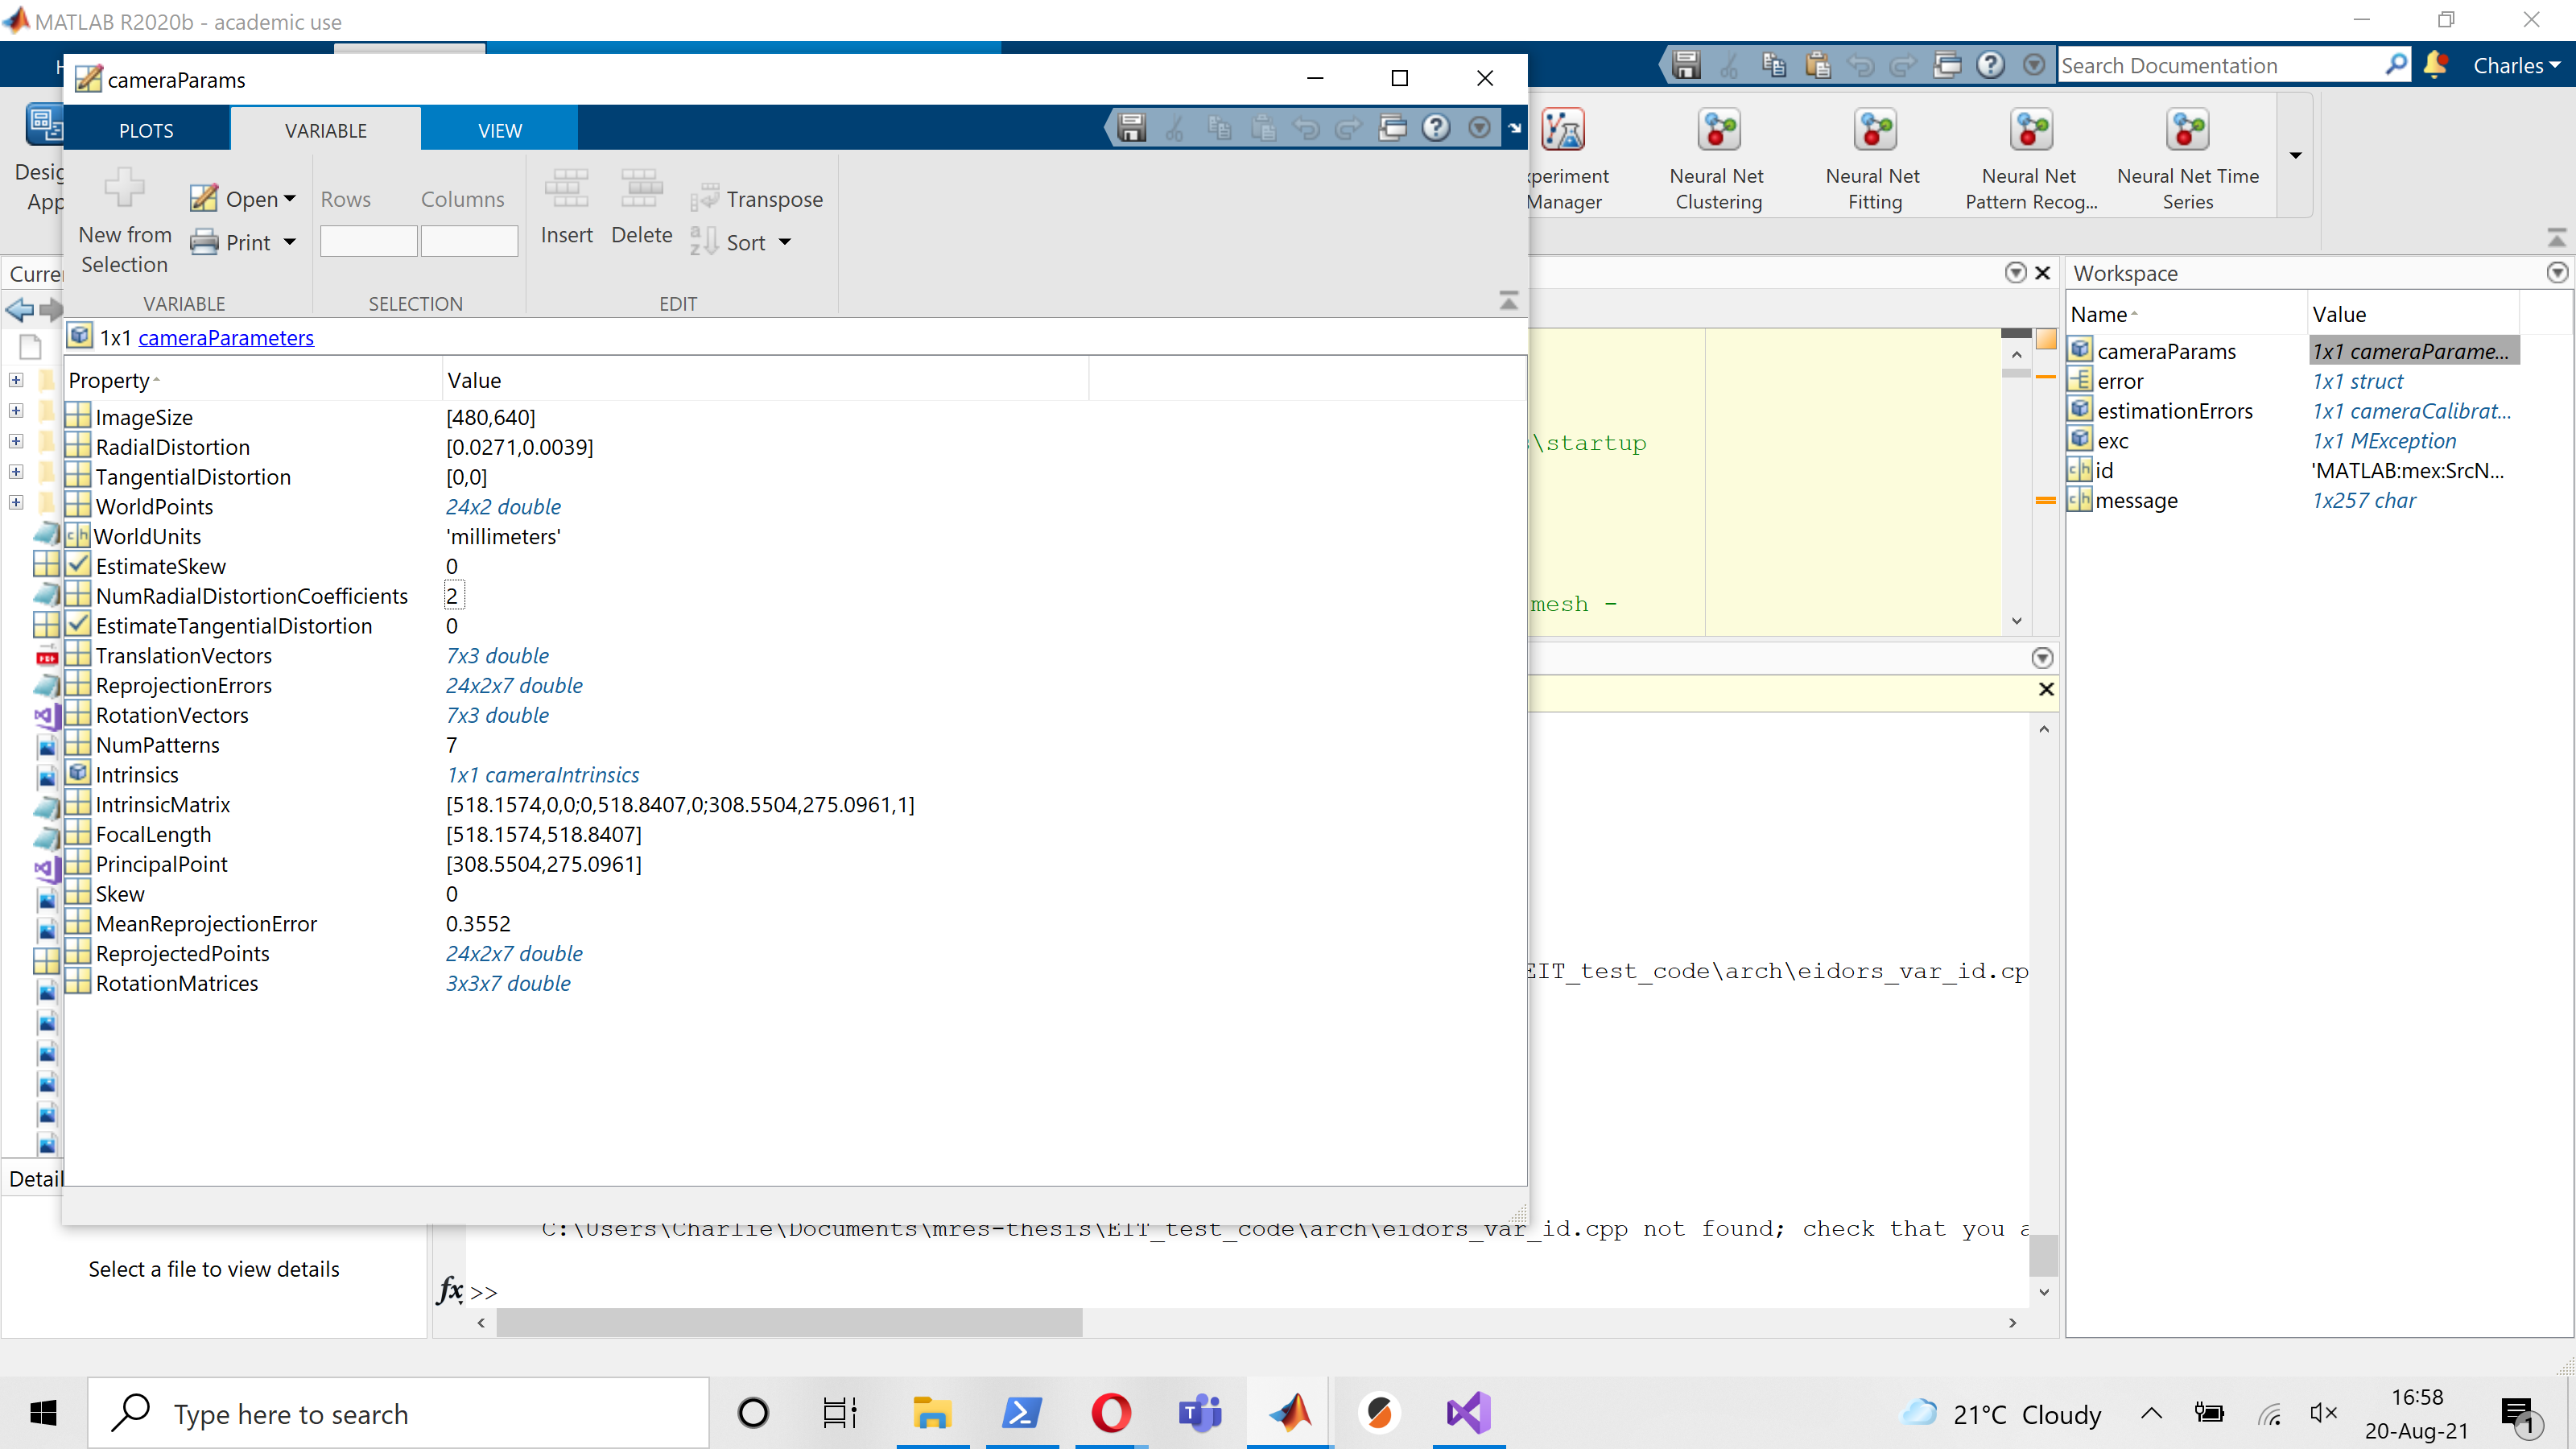 MATLAB R2020b - academic use
Search Documentation
Charles
cameraParams
PLOTS VARIABLE VIEW
New from Selection
Open
Print
Rows Columns
Insert Delete
Transpose
Sort
VARIABLE SELECTION EDIT
Manager
Neural Net Clustering
Neural Net Fitting
Neural Net Pattern Recog...
Neural Net Time Series
1x1 cameraParameters
Property Value
ImageSize [480,640]
RadialDistortion [0.0271,0.0039]
TangentialDistortion [0,0]
WorldPoints 24x2 double
WorldUnits 'millimeters'
EstimateSkew 0
NumRadialDistortionCoefficients 2
EstimateTangentialDistortion 0
TranslationVectors 7x3 double
ReprojectionErrors 24x2x7 double
RotationVectors 7x3 double
NumPatterns 7
Intrinsics 1x1 cameraIntrinsics
IntrinsicMatrix [518.1574,0,0;0,518.8407,0;308.5504,275.0961,1]
FocalLength [518.1574,518.8407]
PrincipalPoint [308.5504,275.0961]
Skew 0
MeanReprojectionError 0.3552
ReprojectedPoints 24x2x7 double
RotationMatrices 3x3x7 double
\startup
mesh -
EIT_test_code\arch\eidors_var_id.cp
C:\Users\Charlie\Documents\mres-thesis\EIT_test_code\arch\eidors_var_id.cpp not found; check that you a
fx >>
Workspace
Name Value
cameraParams 1x1 cameraParame...
error 1x1 struct
estimationErrors 1x1 cameraCalibrat...
exc 1x1 MException
id 'MATLAB:mex:SrcN...
message 1x257 char
Select a file to view details
Type here to search
21°C Cloudy
16:58
20-Aug-21
1